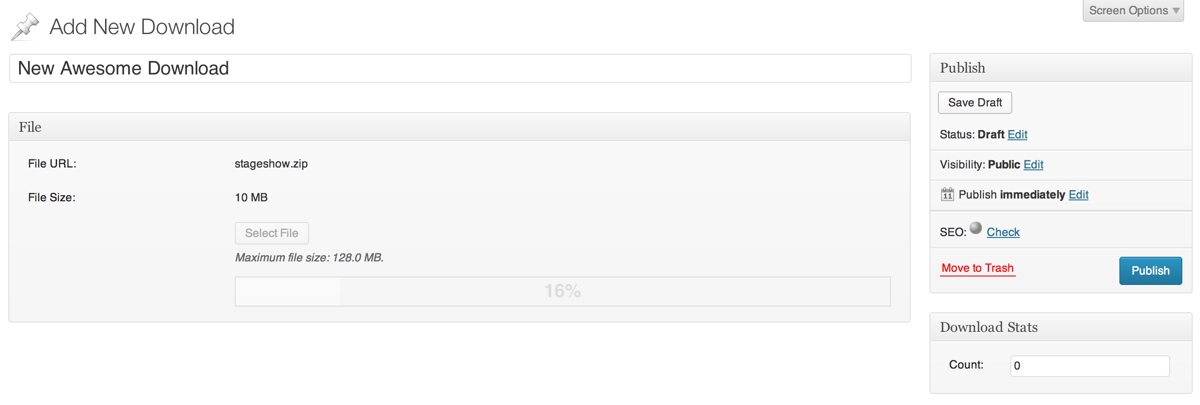 Screen Options
Add New Download
New Awesome Download
File
File URL: stageshow.zip
File Size: 10 MB
Select File
Maximum file size: 128.0 MB.
16%
Publish
Save Draft
Status: Draft Edit
Visibility: Public Edit
11 Publish immediately Edit
SEO: Check
Move to Trash Publish
Download Stats
Count: 0